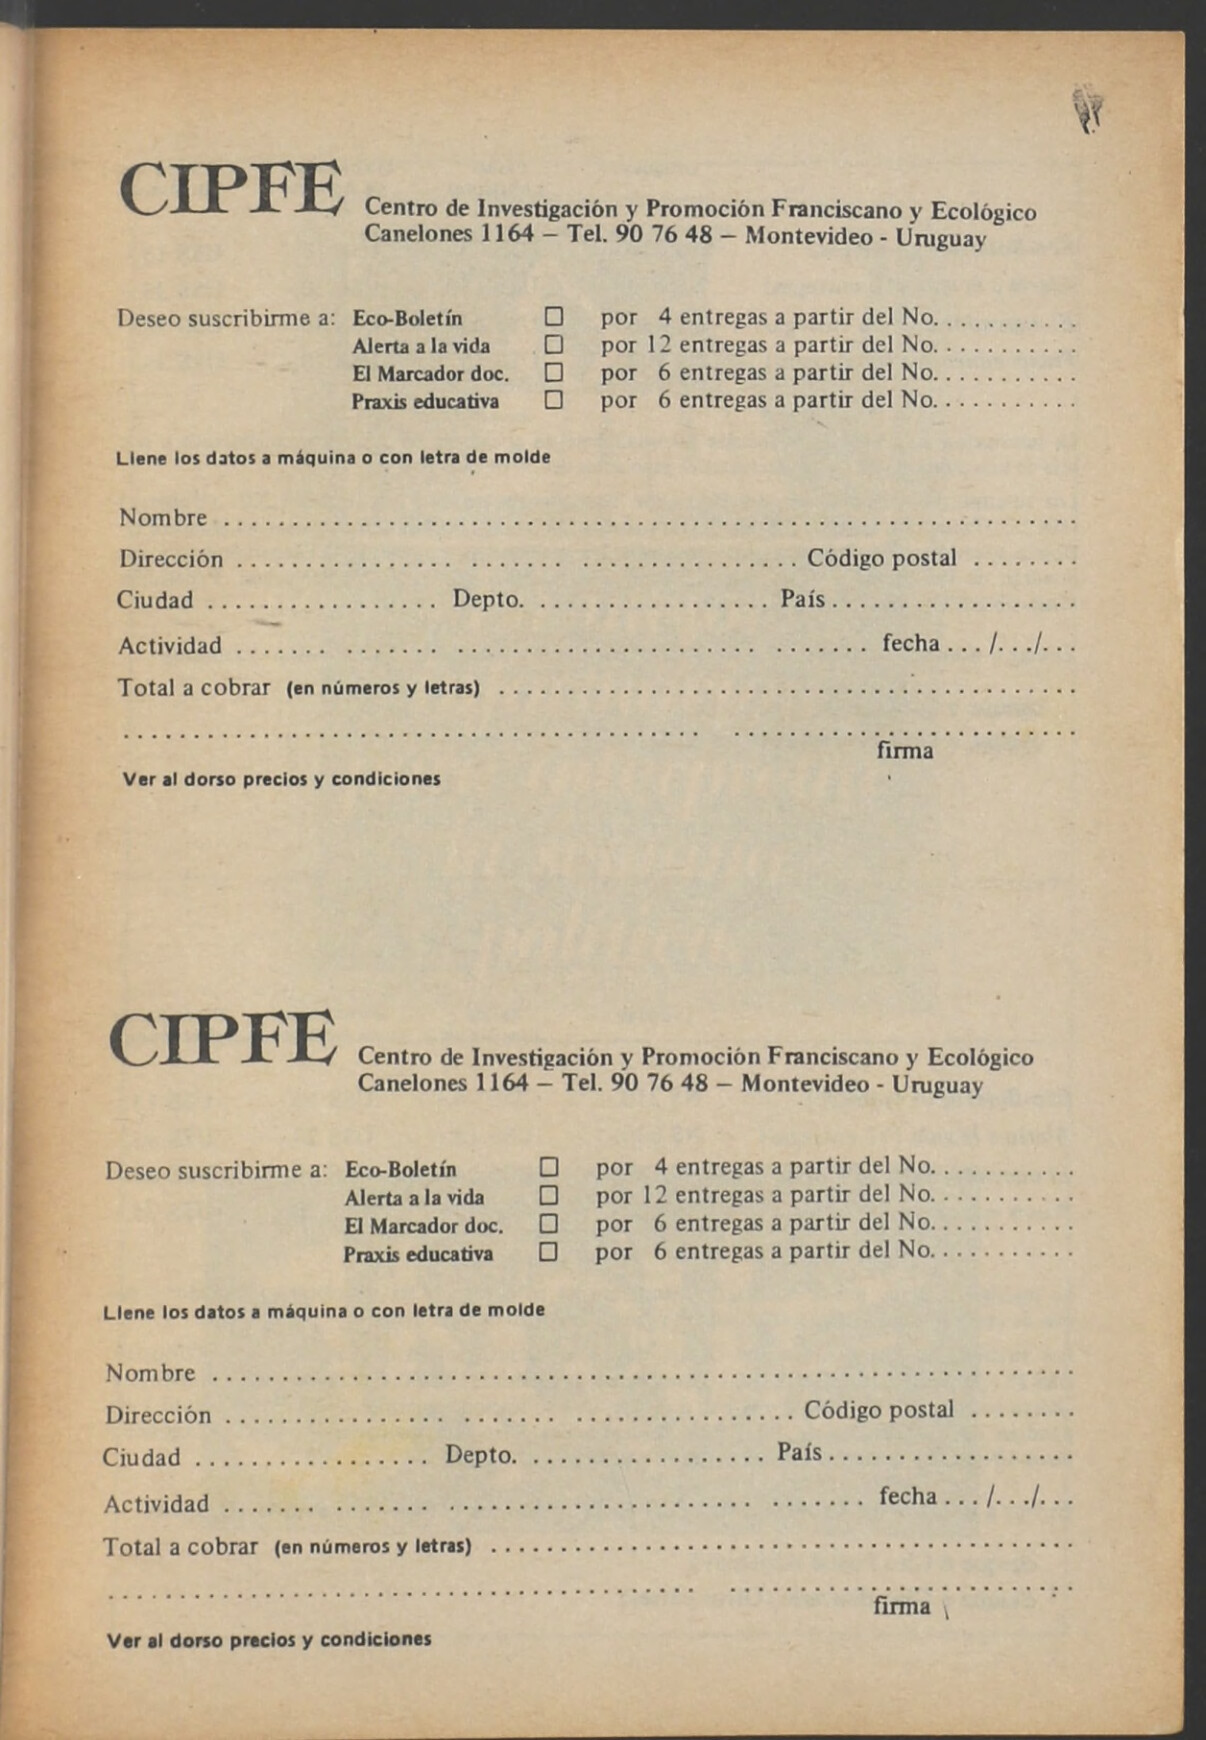 CIPFE Centro de Investigación y Promoción Franciscano y Ecológico
Canelones 1164 – Tel. 90 76 48 – Montevideo - Uruguay
Deseo suscribirme a: Eco-Boletín □ por 4 entregas a partir del No. . . . . . . . . . .
Alerta a la vida □ por 12 entregas a partir del No. . . . . . . . . . .
El Marcador doc. □ por 6 entregas a partir del No. . . . . . . . . . .
Praxis educativa □ por 6 entregas a partir del No. . . . . . . . . . .
Llene los datos a máquina o con letra de molde
Nombre . . . . . . . . . . . . . . . . . . . . . . . . . . . . . . . . . . . . . . . .
Dirección . . . . . . . . . . . . . . . . . . . . . . . . . . . . Código postal . . . . . . . .
Ciudad . . . . . . . . . . . . . . . . . Depto. . . . . . . . . . . . . . . . . . País . . . . . . . . . . . . . . . . . .
Actividad . . . . . . . . . . . . . . . . . . . . . . . . . . . . . . fecha . . . /. . ./. . .
Total a cobrar (en números y letras) . . . . . . . . . . . . . . . . . . . . . . . . . . . . . .
. . . . . . . . . . . . . . . . . . . . . . . . . . . . . . . . . . . . . . . .
firma
Ver al dorso precios y condiciones
CIPFE Centro de Investigación y Promoción Franciscano y Ecológico
Canelones 1164 – Tel. 90 76 48 – Montevideo - Uruguay
Deseo suscribirme a: Eco-Boletín □ por 4 entregas a partir del No. . . . . . . . . . .
Alerta a la vida □ por 12 entregas a partir del No. . . . . . . . . . .
El Marcador doc. □ por 6 entregas a partir del No. . . . . . . . . . .
Praxis educativa □ por 6 entregas a partir del No. . . . . . . . . . .
Llene los datos a máquina o con letra de molde
Nombre . . . . . . . . . . . . . . . . . . . . . . . . . . . . . . . . . . . . . . . .
Dirección . . . . . . . . . . . . . . . . . . . . . . . . . . . . Código postal . . . . . . . .
Ciudad . . . . . . . . . . . . . . . . . Depto. . . . . . . . . . . . . . . . . . País . . . . . . . . . . . . . . . . . .
Actividad . . . . . . . . . . . . . . . . . . . . . . . . . . . . . . fecha . . . /. . ./. . .
Total a cobrar (en números y letras) . . . . . . . . . . . . . . . . . . . . . . . . . . . . . .
. . . . . . . . . . . . . . . . . . . . . . . . . . . . . . . . . . . . . . . .
firma
Ver al dorso precios y condiciones